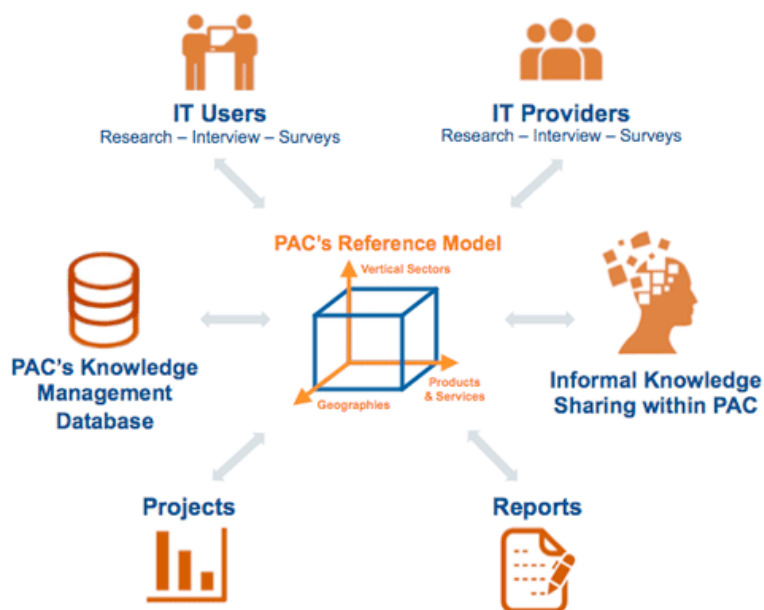 IT Users
Research – Interview – Surveys
IT Providers
Research – Interview – Surveys
PAC's Reference Model
Vertical Sectors
Products
& Services
Geographies
PAC's Knowledge
Management
Database
Informal Knowledge
Sharing within PAC
Projects
Reports